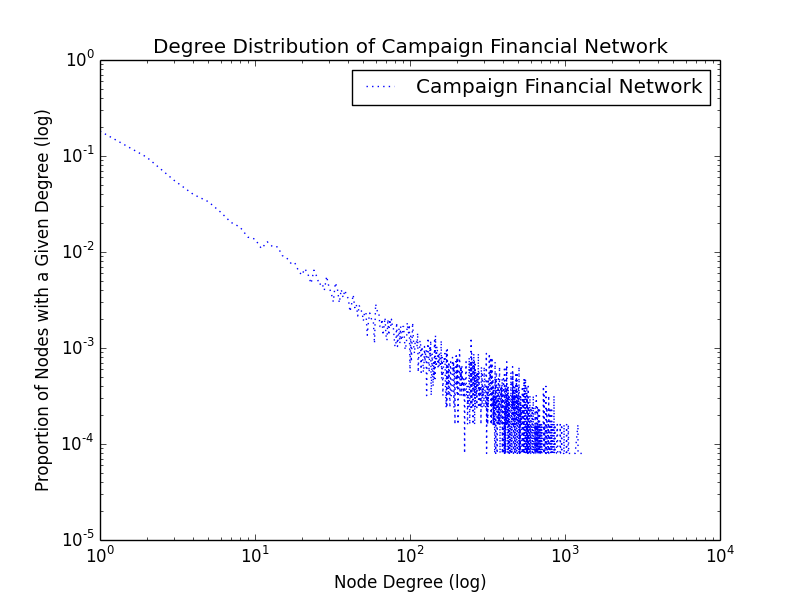 Degree Distribution of Campaign Financial Network
Campaign Financial Network
Proportion of Nodes with a Given Degree (log)
10^0
10^-1
10^-2
10^-3
10^-4
10^-5
10^0 10^1 10^2 10^3 10^4
Node Degree (log)